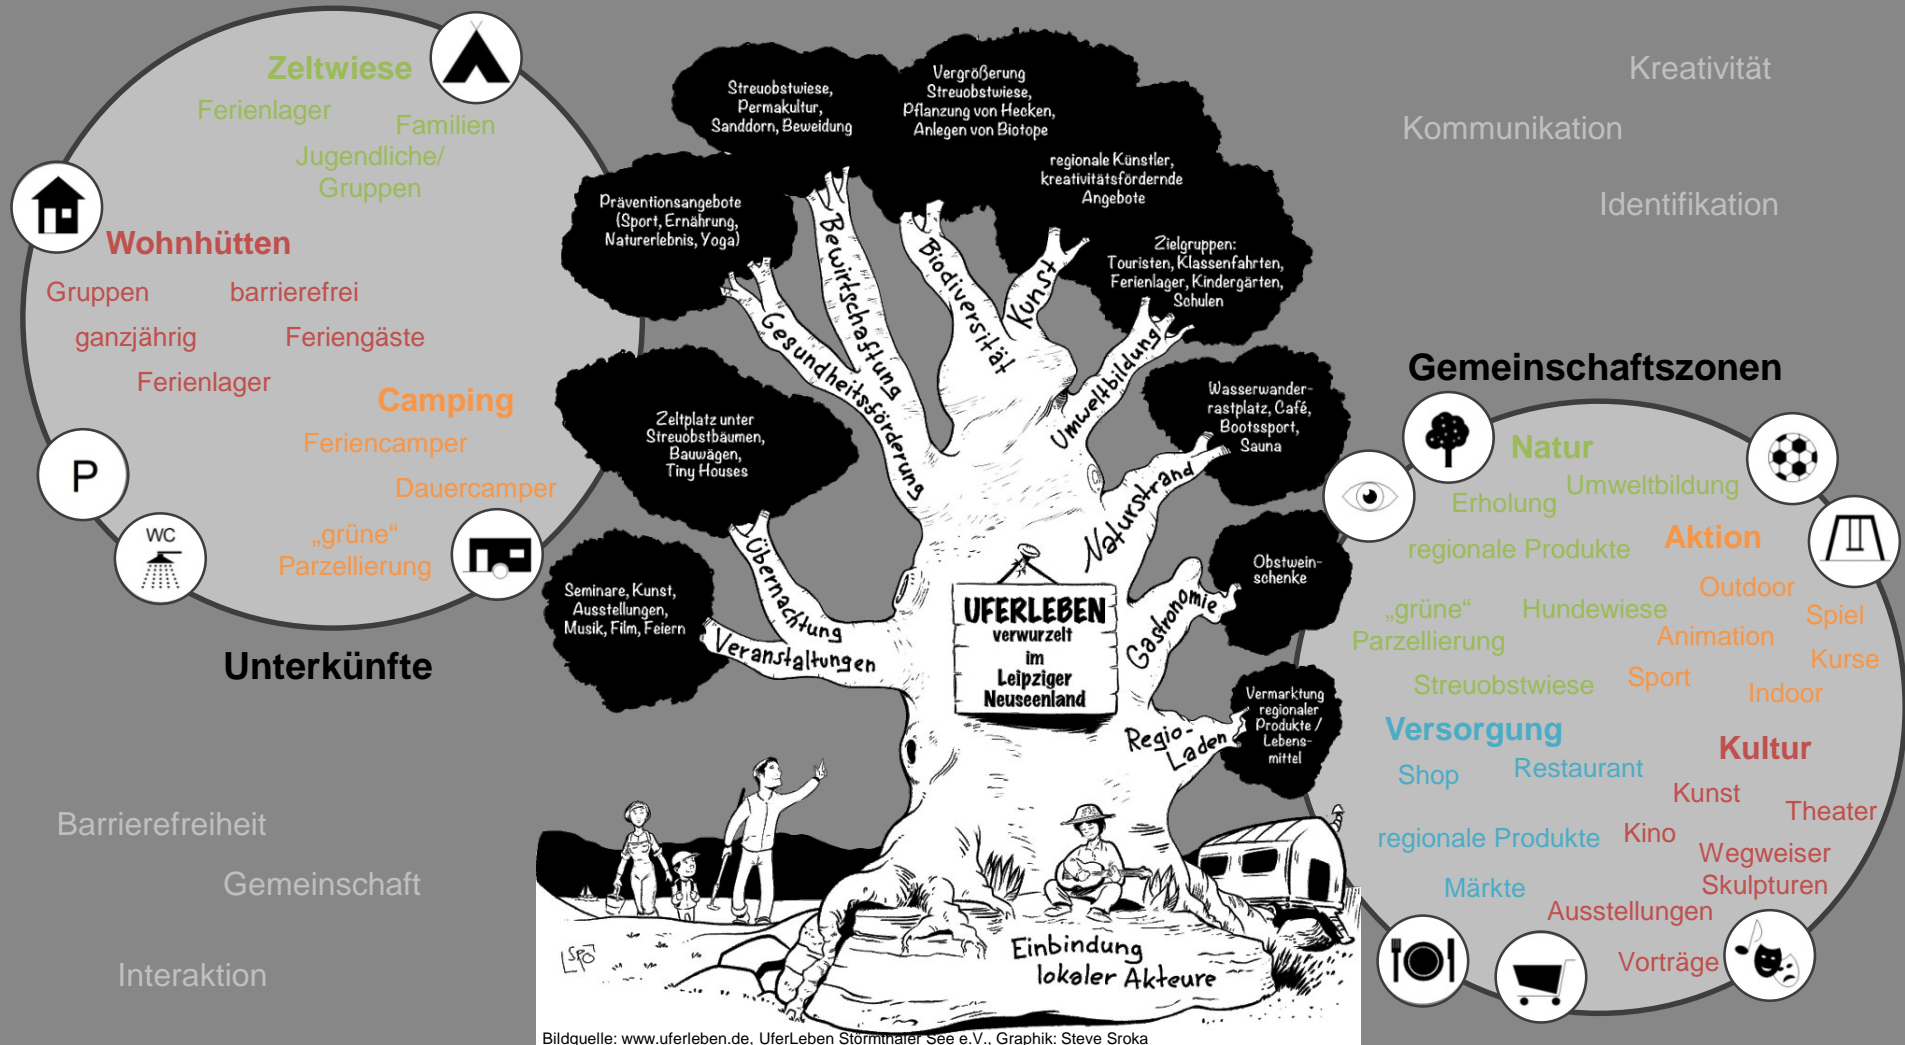 Zeltwiese
Ferienlager
Familien
Jugendliche/
Gruppen
Wohnhütten
Gruppen
barrierefrei
ganzjährig
Feriengäste
Ferienlager
Camping
Feriencamper
Dauercamper
„grüne“
Parzellierung
P
WC
Unterkünfte
Barrierefreiheit
Gemeinschaft
Interaktion
Streuobstwiese,
Permakultur,
Sanddorn, Beweidung
Vergrößerung
Streuobstwiese,
Pflanzung von Hecken,
Anlegen von Biotope
regionale Künstler,
kreativitätsfördernde
Angebote
Präventionsangebote
(Sport, Ernährung,
Naturerlebnis, Yoga)
Zielgruppen:
Touristen, Klassenfahrten,
Ferienlager, Kindergärten,
Schulen
Zeltplatz unter
Streuobstbäumen,
Bauwägen,
Tiny Houses
Wasserwander-
rastplatz, Café,
Bootssport,
Sauna
Seminare, Kunst,
Ausstellungen,
Musik, Film, Feiern
Obstwein-
schenke
Vermarktung
regionaler
Produkte /
Lebens-
mittel
Gesundheitsförderung
Bewirtschaftung
Biodiversität
Kunst
Umweltbildung
Naturstrand
Übernachtung
Veranstaltungen
Gastronomie
Regio-
Laden
UFERLEBEN
verwurzelt
im
Leipziger
Neuseenland
Einbindung
lokaler Akteure
SRO
Bildquelle: www.uferleben.de, UferLeben Störmthaler See e.V., Graphik: Steve Sroka
Kreativität
Kommunikation
Identifikation
Gemeinschaftszonen
Natur
Umweltbildung
Erholung
regionale Produkte
„grüne“
Parzellierung
Hundewiese
Streuobstwiese
Aktion
Outdoor
Spiel
Animation
Kurse
Sport
Indoor
Versorgung
Shop
Restaurant
regionale Produkte
Märkte
Kultur
Kunst
Theater
Kino
Wegweiser
Skulpturen
Ausstellungen
Vorträge